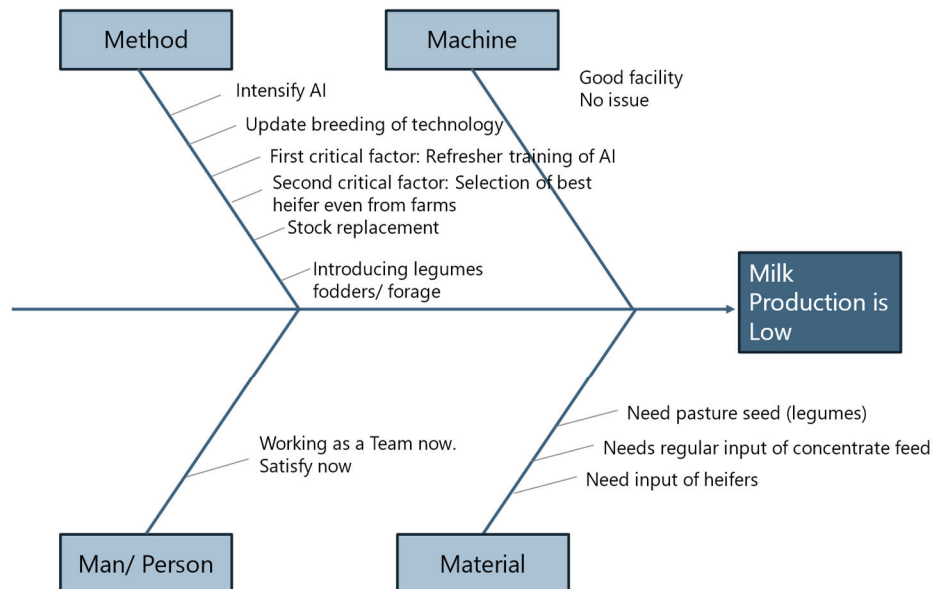 Method
Machine
Good facility
No issue
Intensify AI
Update breeding of technology
First critical factor: Refresher training of AI
Second critical factor: Selection of best
heifer even from farms
Stock replacement
Introducing legumes
fodders/ forage
Milk
Production is
Low
Need pasture seed (legumes)
Needs regular input of concentrate feed
Need input of heifers
Working as a Team now.
Satisfy now
Man/ Person
Material